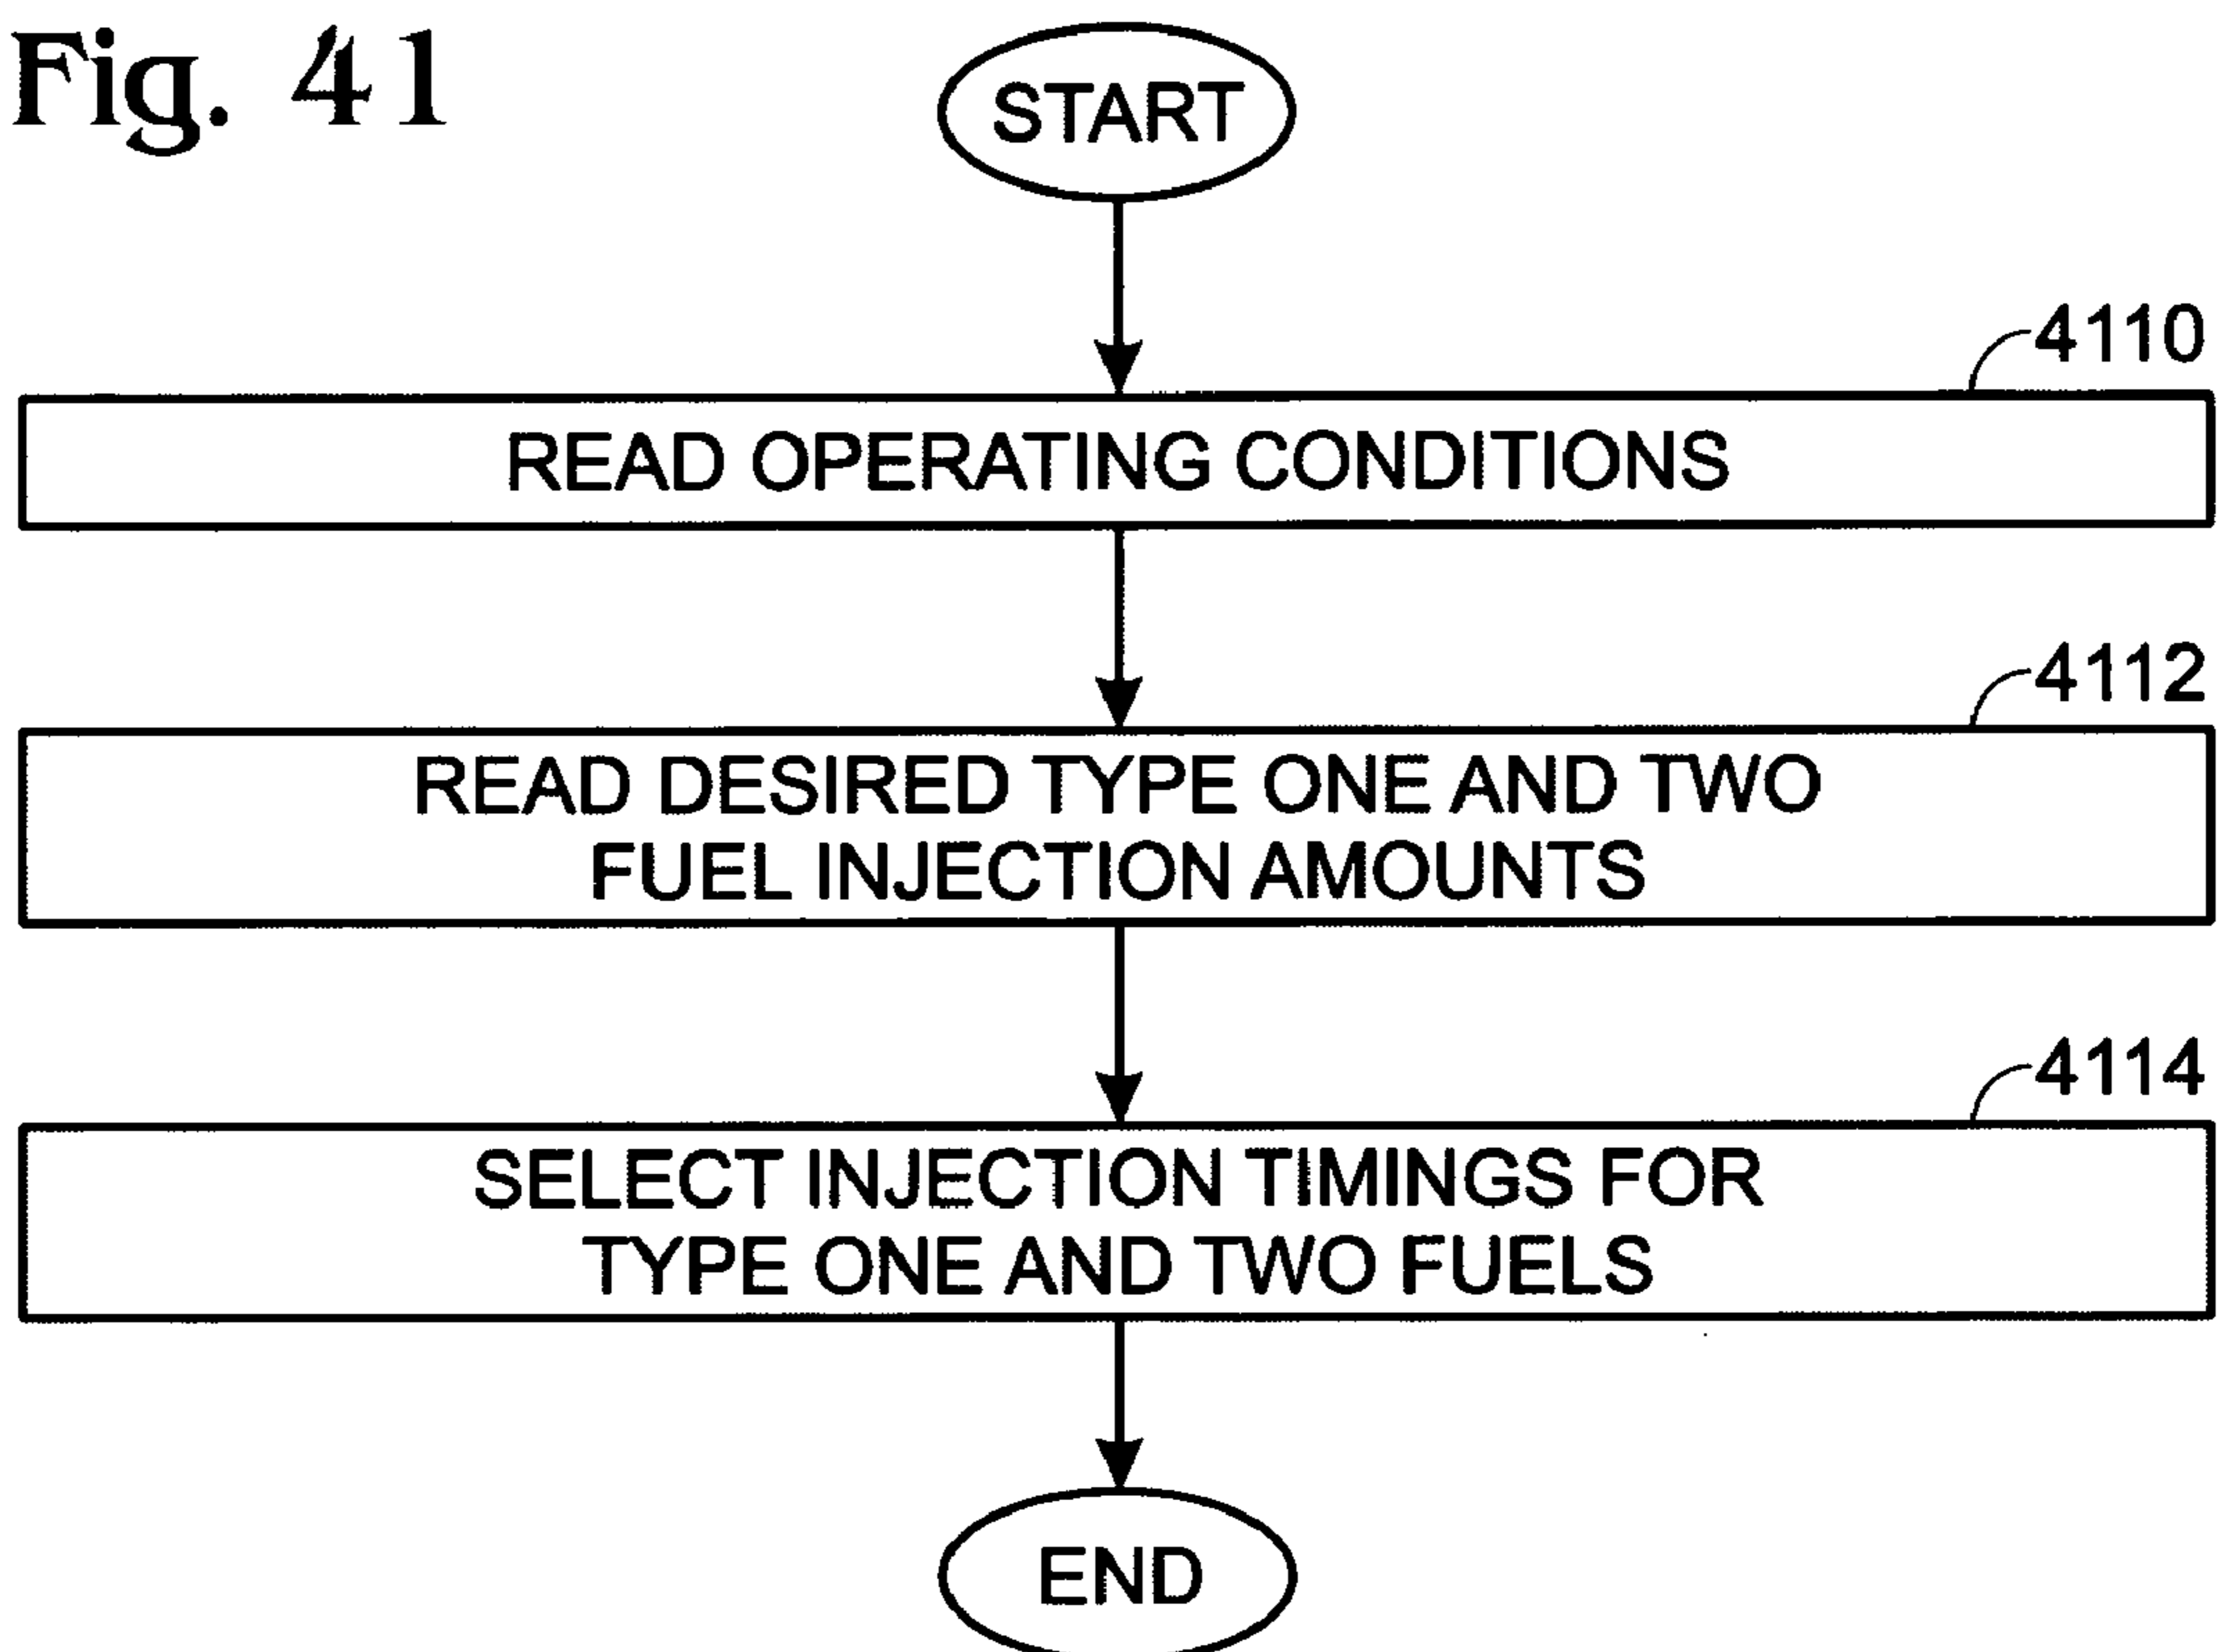 Fig. 41
START
4110
READ OPERATING CONDITIONS
4112
READ DESIRED TYPE ONE AND TWO
FUEL INJECTION AMOUNTS
4114
SELECT INJECTION TIMINGS FOR
TYPE ONE AND TWO FUELS
END